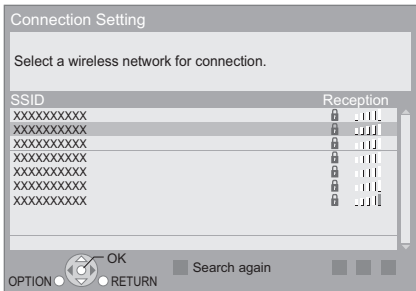 Connection Setting
Select a wireless network for connection.
SSID Reception
XXXXXXXXXX
XXXXXXXXXX
XXXXXXXXXX
XXXXXXXXXX
XXXXXXXXXX
XXXXXXXXXX
XXXXXXXXXX
OK
Search again
OPTION RETURN